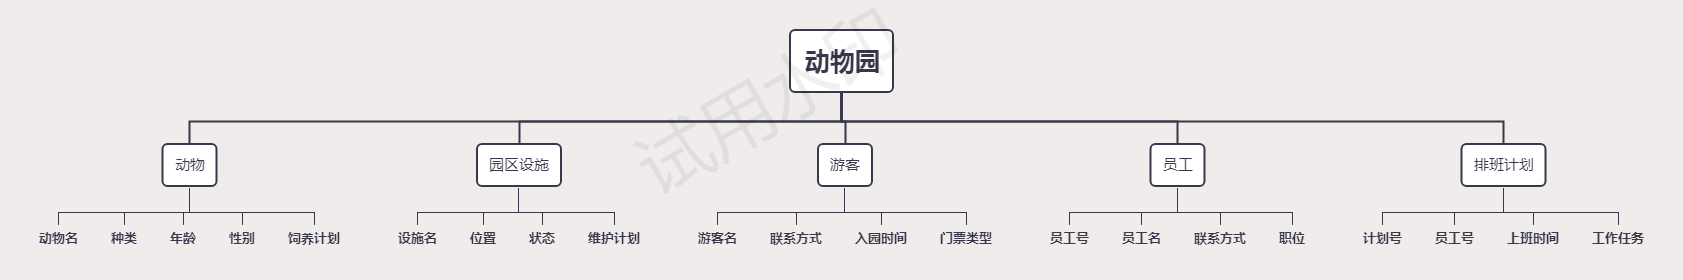 动物园
试用水印
动物
园区设施
游客
员工
排班计划
动物名 种类 年龄 性别 饲养计划 设施名 位置 状态 维护计划 游客名 联系方式 入园时间 门票类型 员工号 员工名 联系方式 职位 计划号 员工号 上班时间 工作任务